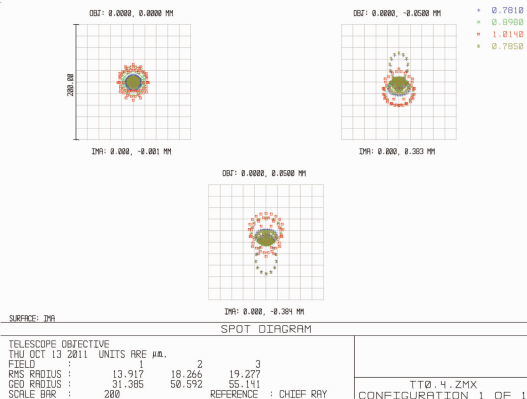 OBJ: 0.0000, 0.0000 MM
OBJ: 0.0000, -0.0500 MM
+ 0.7810
0.8980
1.0140
0.7850
200.00
IMA: 0.000, -0.001 MM
IMA: 0.000, 0.383 MM
OBJ: 0.0000, 0.0500 MM
IMA: 0.000, -0.384 MM
SURFACE: IMA
SPOT DIAGRAM
TELESCOPE OBJECTIVE
THU OCT 13 2011 UNITS ARE µm.
FIELD : 1 2 3
RMS RADIUS : 13.917 18.266 19.277
GEO RADIUS : 31.385 50.592 55.141
SCALE BAR : 200 REFERENCE : CHIEF RAY
TT0.4.ZMX
CONFIGURATION 1 OF 1